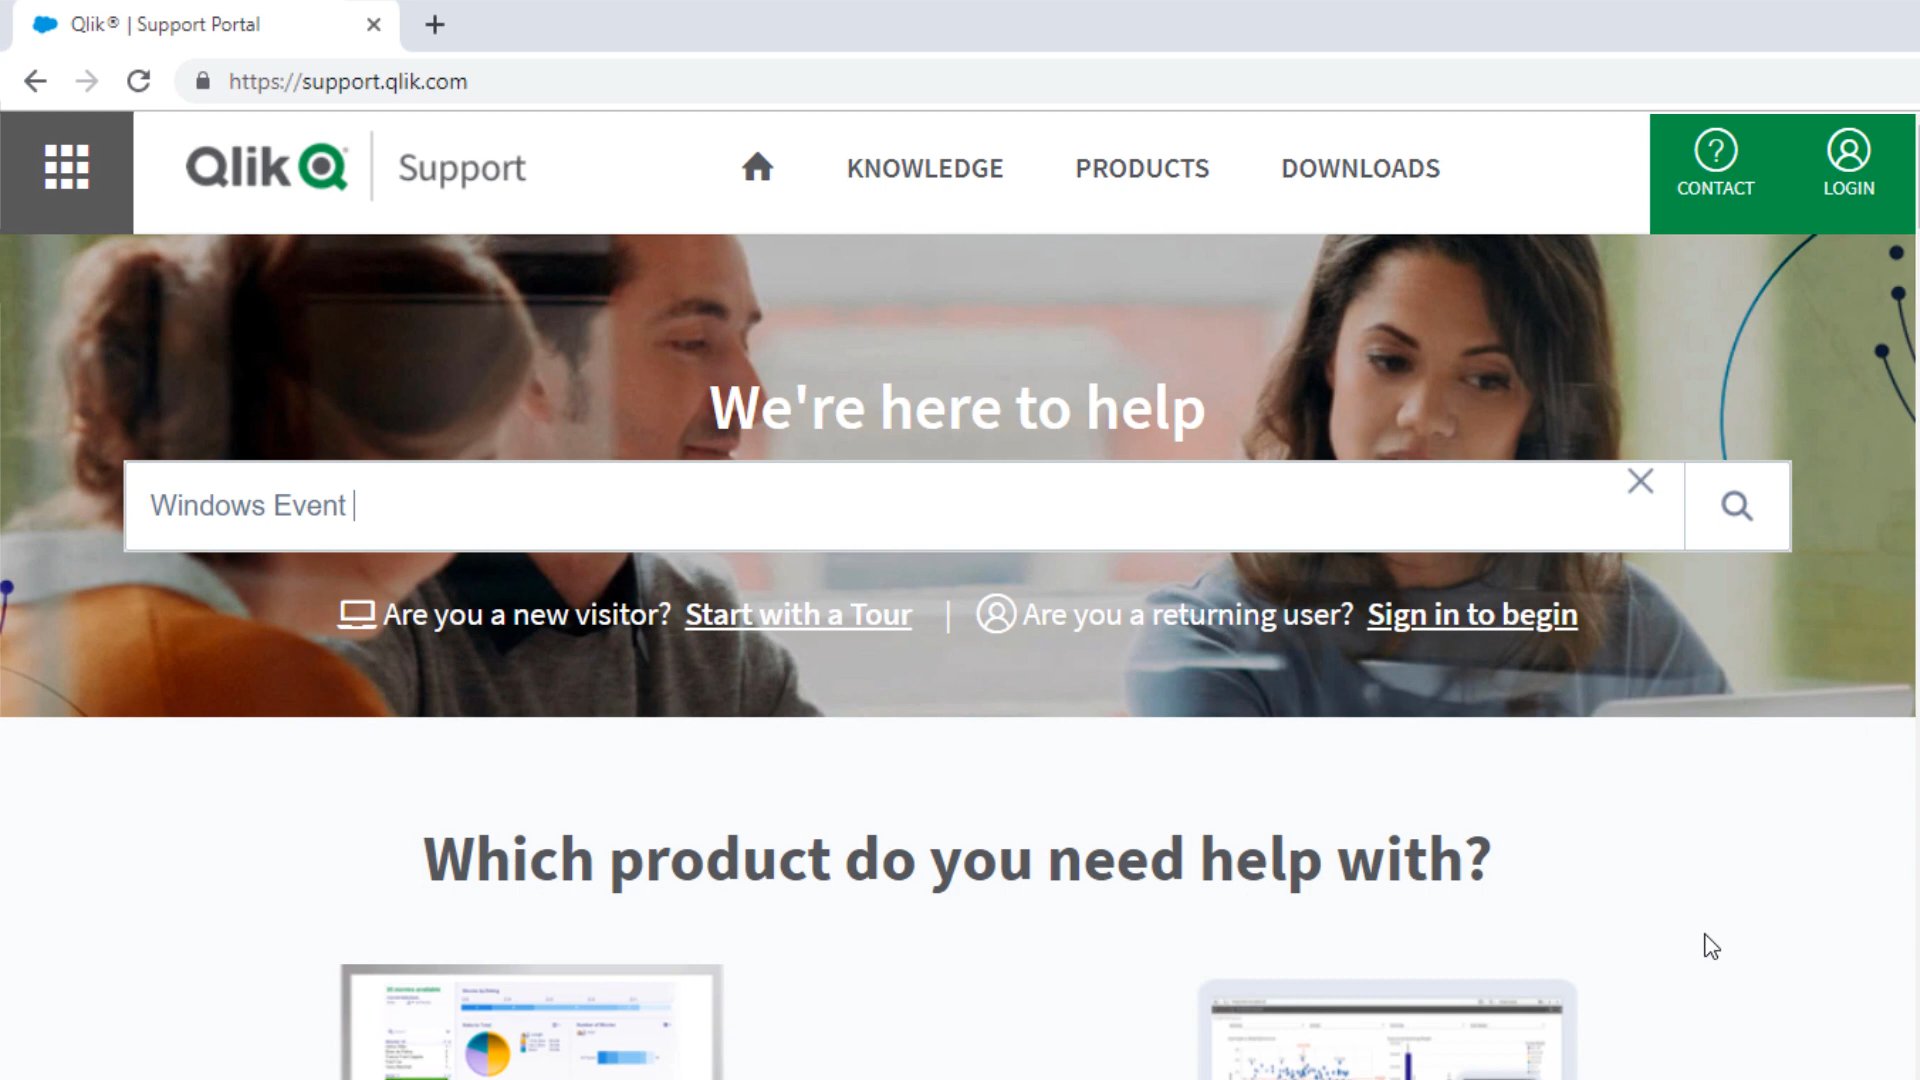 Qlik® | Support Portal
https://support.qlik.com
Qlik Support
KNOWLEDGE PRODUCTS DOWNLOADS
CONTACT LOGIN
We're here to help
Windows Event
Are you a new visitor? Start with a Tour | Are you a returning user? Sign in to begin
Which product do you need help with?